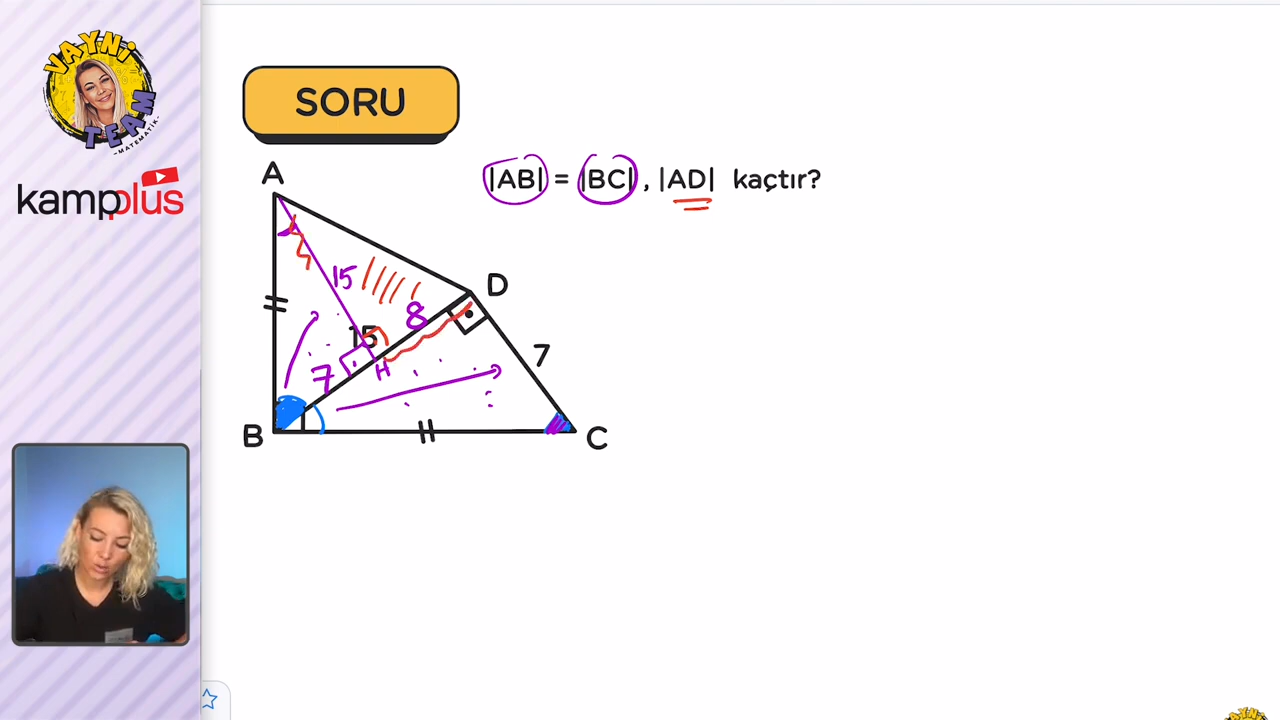 VAYNİ
TEAM
-MATEMATİK-
kampplus
SORU
|AB| = |BC| , |AD| kaçtır?
A
D
15
8
15
7
H
7
B
C